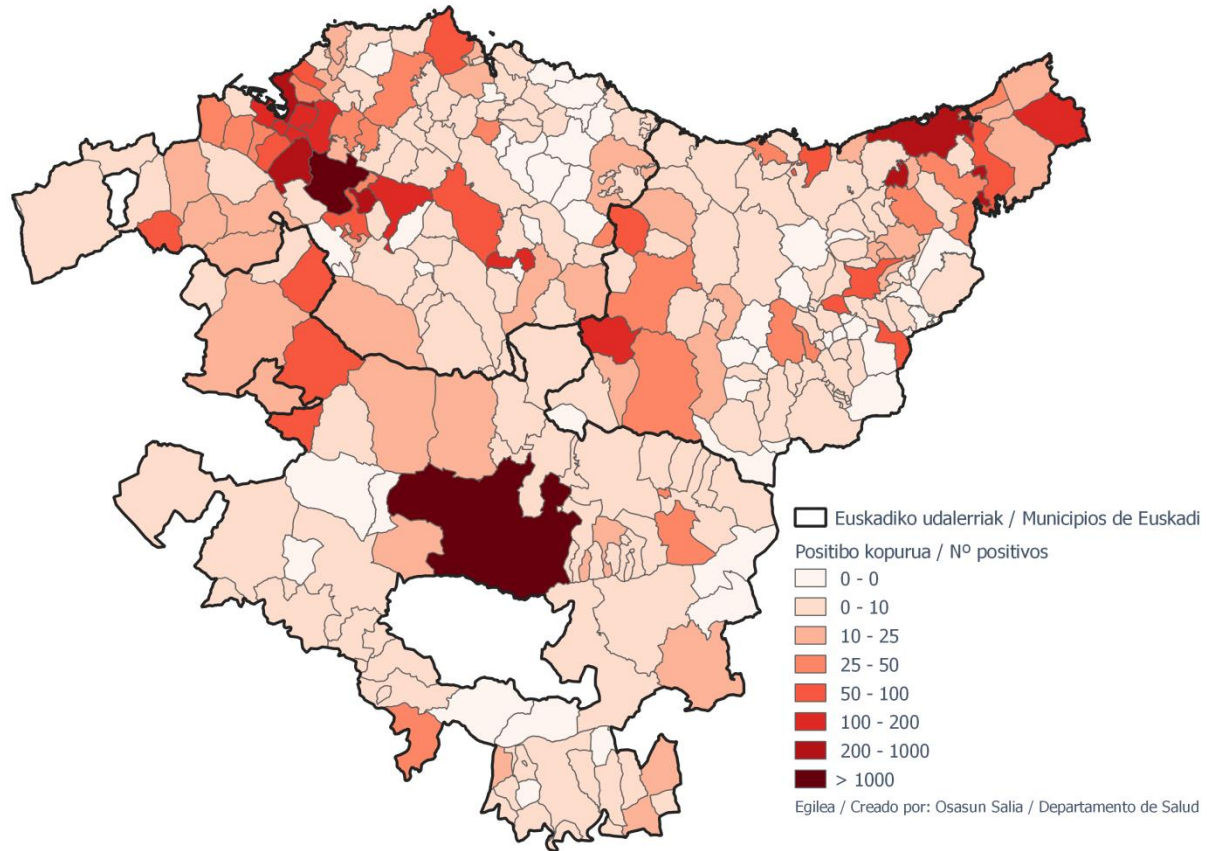 Euskadiko udalerriak / Municipios de Euskadi
Positibo kopurua / Nº positivos
0 - 0
0 - 10
10 - 25
25 - 50
50 - 100
100 - 200
200 - 1000
> 1000
Egilea / Creado por: Osasun Salia / Departamento de Salud